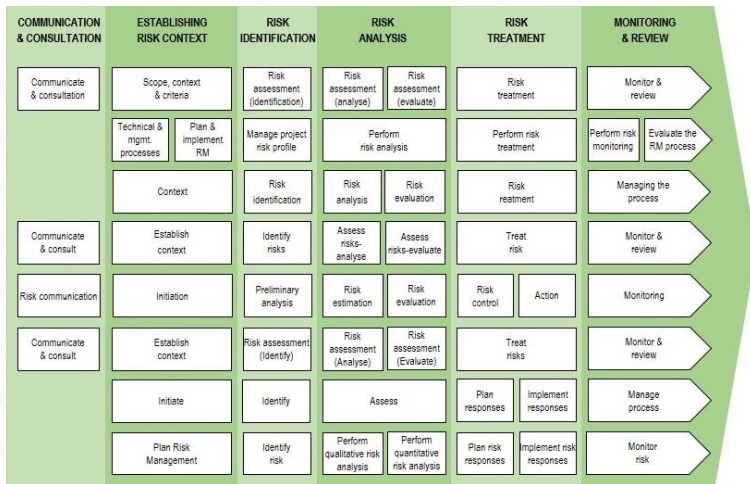 COMMUNICATION
& CONSULTATION
ESTABLISHING
RISK CONTEXT
RISK
IDENTIFICATION
RISK
ANALYSIS
RISK
TREATMENT
MONITORING
& REVIEW
Communicate
& consultation
Scope, context
& criteria
Risk
assessment
(identification)
Risk
assessment
(analyse)
Risk
assessment
(evaluate)
Risk
treatment
Monitor &
review
Technical &
mgmt.
processes
Plan &
implement
RM
Manage project
risk profile
Perform
risk analysis
Perform risk
treatment
Perform risk
monitoring
Evaluate the
RM process
Context
Risk
identification
Risk
analysis
Risk
evaluation
Risk
reatment
Managing the
process
Communicate
& consult
Establish
context
Identify
risks
Assess
risks-
analyse
Assess
risks-evaluate
Treat
risk
Monitor &
review
Risk communication
Initiation
Preliminary
analysis
Risk
estimation
Risk
evaluation
Risk
control
Action
Monitoring
Communicate
& consult
Establish
context
Risk assessment
(Identify)
Risk
assessment
(Analyse)
Risk
assessment
(Evaluate)
Treat
risks
Monitor
& review
Initiate
Identify
Assess
Plan
responses
Implement
responses
Manage
process
Plan Risk
Management
Identify
risk
Perform
qualitative risk
analysis
Perform
quantitative
risk analysis
Plan risk
responses
Implement risk
responses
Monitor
risk